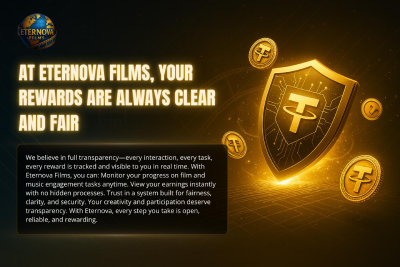 ETERNOVA
FILMS
AT ETERNOVA FILMS, YOUR
REWARDS ARE ALWAYS CLEAR
AND FAIR
We believe in full transparency—every interaction, every task,
every reward is tracked and visible to you in real time. With
Eternova Films, you can: Monitor your progress on film and
music engagement tasks anytime. View your earnings instantly
with no hidden processes. Trust in a system built for fairness,
clarity, and security. Your creativity and participation deserve
transparency. With Eternova, every step you take is open,
reliable, and rewarding.